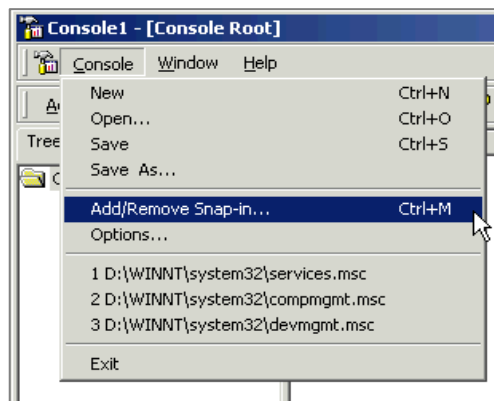 Console1 - [Console Root]
Console Window Help
New Ctrl+N
Open... Ctrl+O
Save Ctrl+S
Save As...
Tree
Add/Remove Snap-in... Ctrl+M
Options...
1 D:\WINNT\system32\services.msc
2 D:\WINNT\system32\compmgmt.msc
3 D:\WINNT\system32\devmgmt.msc
Exit